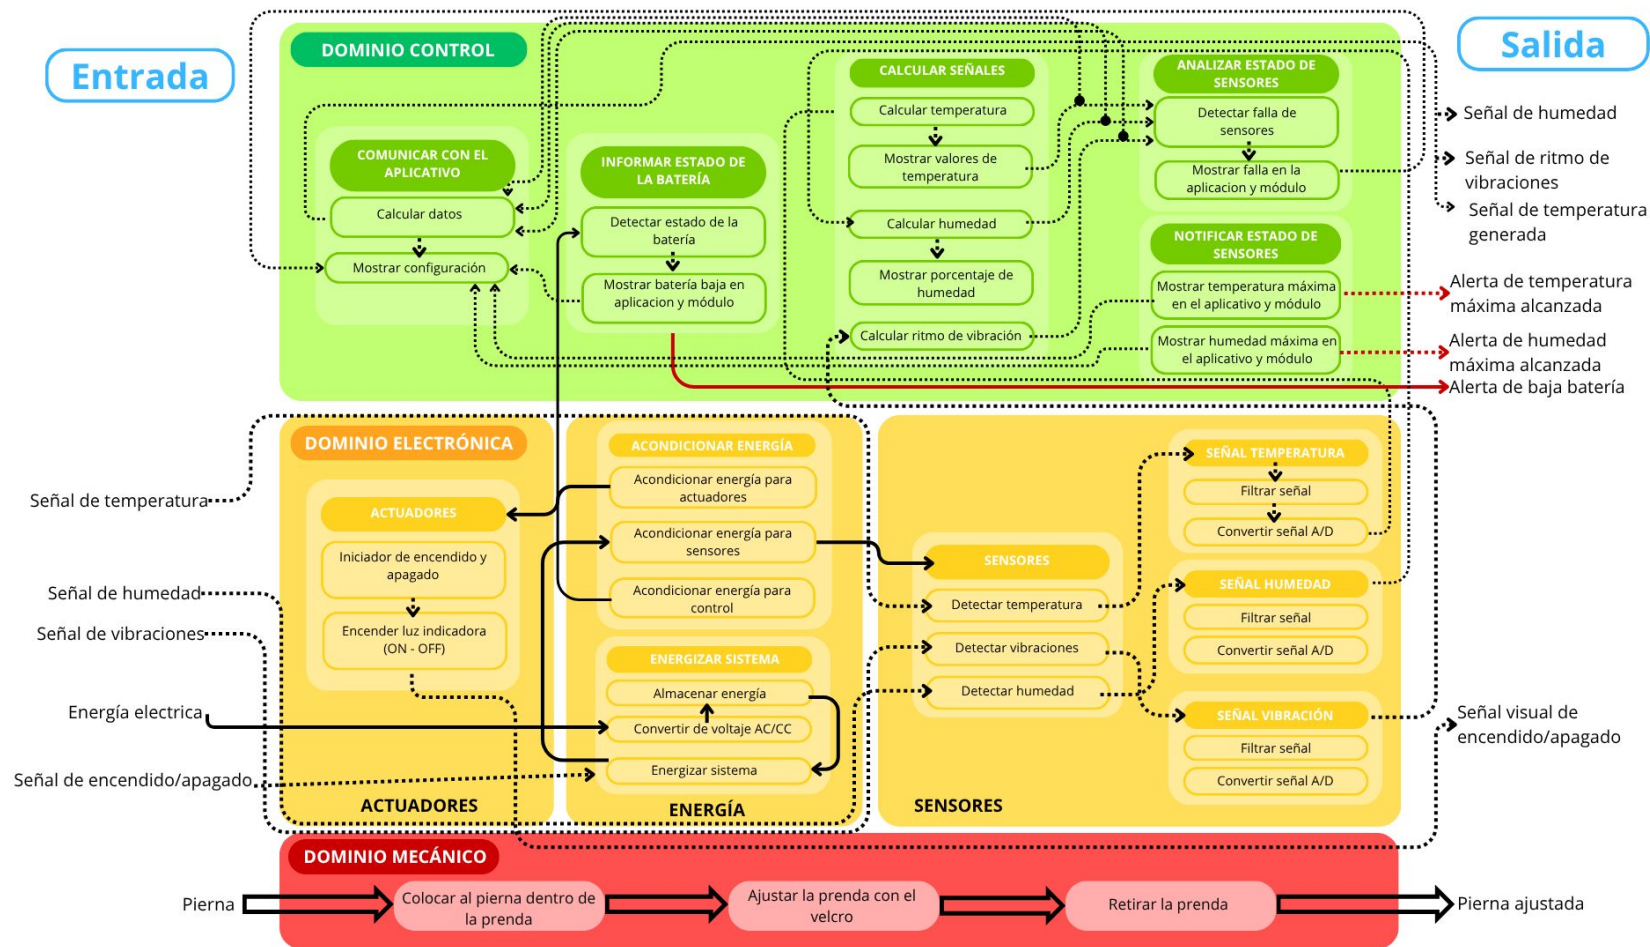 Entrada
Salida
DOMINIO CONTROL
COMUNICAR CON EL
APLICATIVO
Calcular datos
Mostrar configuración
INFORMAR ESTADO DE
LA BATERÍA
Detectar estado de la
batería
Mostrar batería baja en
aplicacion y módulo
CALCULAR SEÑALES
Calcular temperatura
Mostrar valores de
temperatura
Calcular humedad
Mostrar porcentaje de
humedad
Calcular ritmo de vibración
ANALIZAR ESTADO DE
SENSORES
Detectar falla de
sensores
Mostrar falla en la
aplicacion y módulo
NOTIFICAR ESTADO DE
SENSORES
Mostrar temperatura máxima
en el aplicativo y módulo
Mostrar humedad máxima en
el aplicativo y módulo
Señal de humedad
Señal de ritmo de
vibraciones
Señal de temperatura
generada
Alerta de temperatura
máxima alcanzada
Alerta de humedad
máxima alcanzada
Alerta de baja batería
Señal de temperatura
Señal de humedad
Señal de vibraciones
Energía electrica
Señal de encendido/apagado
DOMINIO ELECTRÓNICA
ACTUADORES
Iniciador de encendido y
apagado
Encender luz indicadora
(ON - OFF)
ACTUADORES
ACONDICIONAR ENERGÍA
Acondicionar energía para
actuadores
Acondicionar energía para
sensores
Acondicionar energía para
control
ENERGIZAR SISTEMA
Almacenar energía
Convertir de voltaje AC/CC
Energizar sistema
ENERGÍA
SENSORES
Detectar temperatura
Detectar vibraciones
Detectar humedad
SENSORES
SEÑAL TEMPERATURA
Filtrar señal
Convertir señal A/D
SEÑAL HUMEDAD
Filtrar señal
Convertir señal A/D
SEÑAL VIBRACIÓN
Filtrar señal
Convertir señal A/D
Señal visual de
encendido/apagado
DOMINIO MECÁNICO
Pierna
Colocar al pierna dentro de
la prenda
Ajustar la prenda con el
velcro
Retirar la prenda
Pierna ajustada